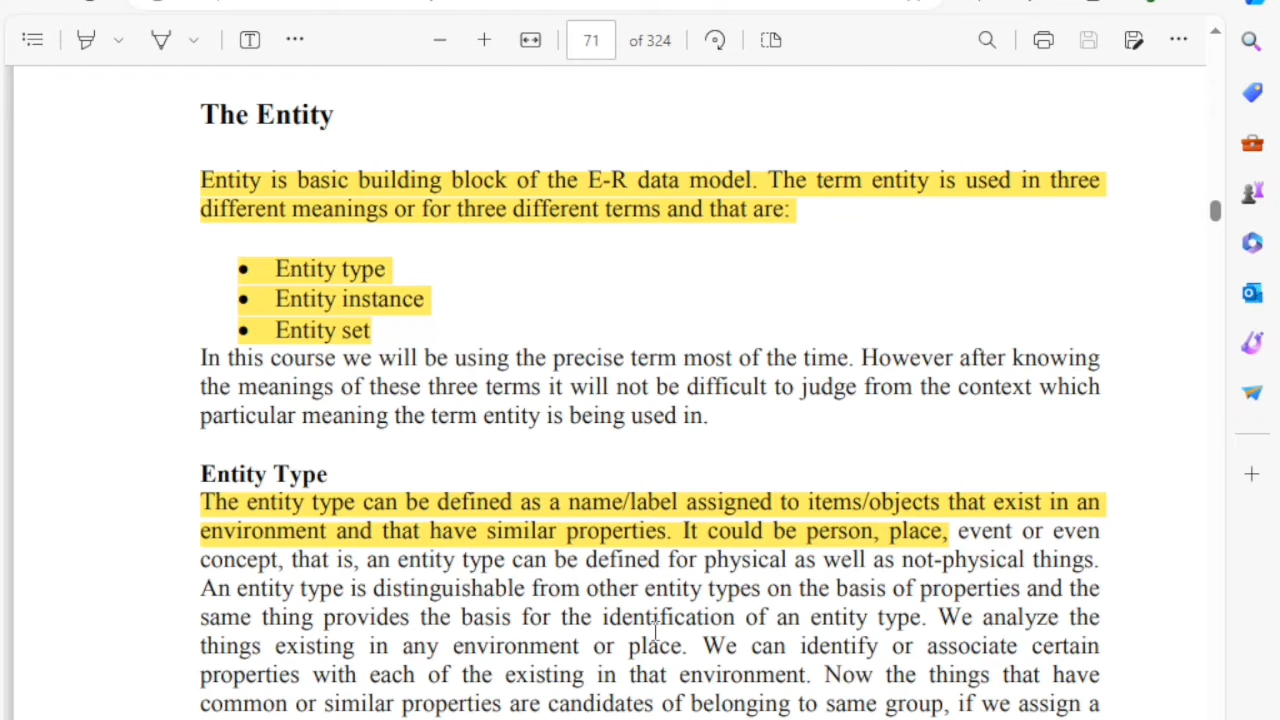 71 of 324
The Entity
Entity is basic building block of the E-R data model. The term entity is used in three
different meanings or for three different terms and that are:
• Entity type
• Entity instance
• Entity set
In this course we will be using the precise term most of the time. However after knowing
the meanings of these three terms it will not be difficult to judge from the context which
particular meaning the term entity is being used in.
Entity Type
The entity type can be defined as a name/label assigned to items/objects that exist in an
environment and that have similar properties. It could be person, place, event or even
concept, that is, an entity type can be defined for physical as well as not-physical things.
An entity type is distinguishable from other entity types on the basis of properties and the
same thing provides the basis for the identification of an entity type. We analyze the
things existing in any environment or place. We can identify or associate certain
properties with each of the existing in that environment. Now the things that have
common or similar properties are candidates of belonging to same group, if we assign a